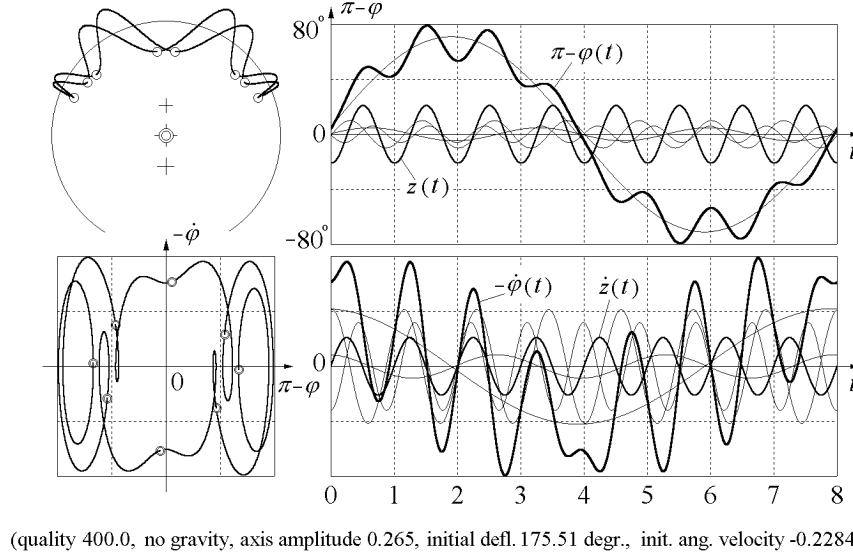 π–φ
80°
π–φ(t)
0
z(t)
t
–80°
–φ̇
–φ̇(t)
ż(t)
0
0
π–φ
t
0 1 2 3 4 5 6 7 8
(quality 400.0, no gravity, axis amplitude 0.265, initial defl. 175.51 degr., init. ang. velocity -0.2284